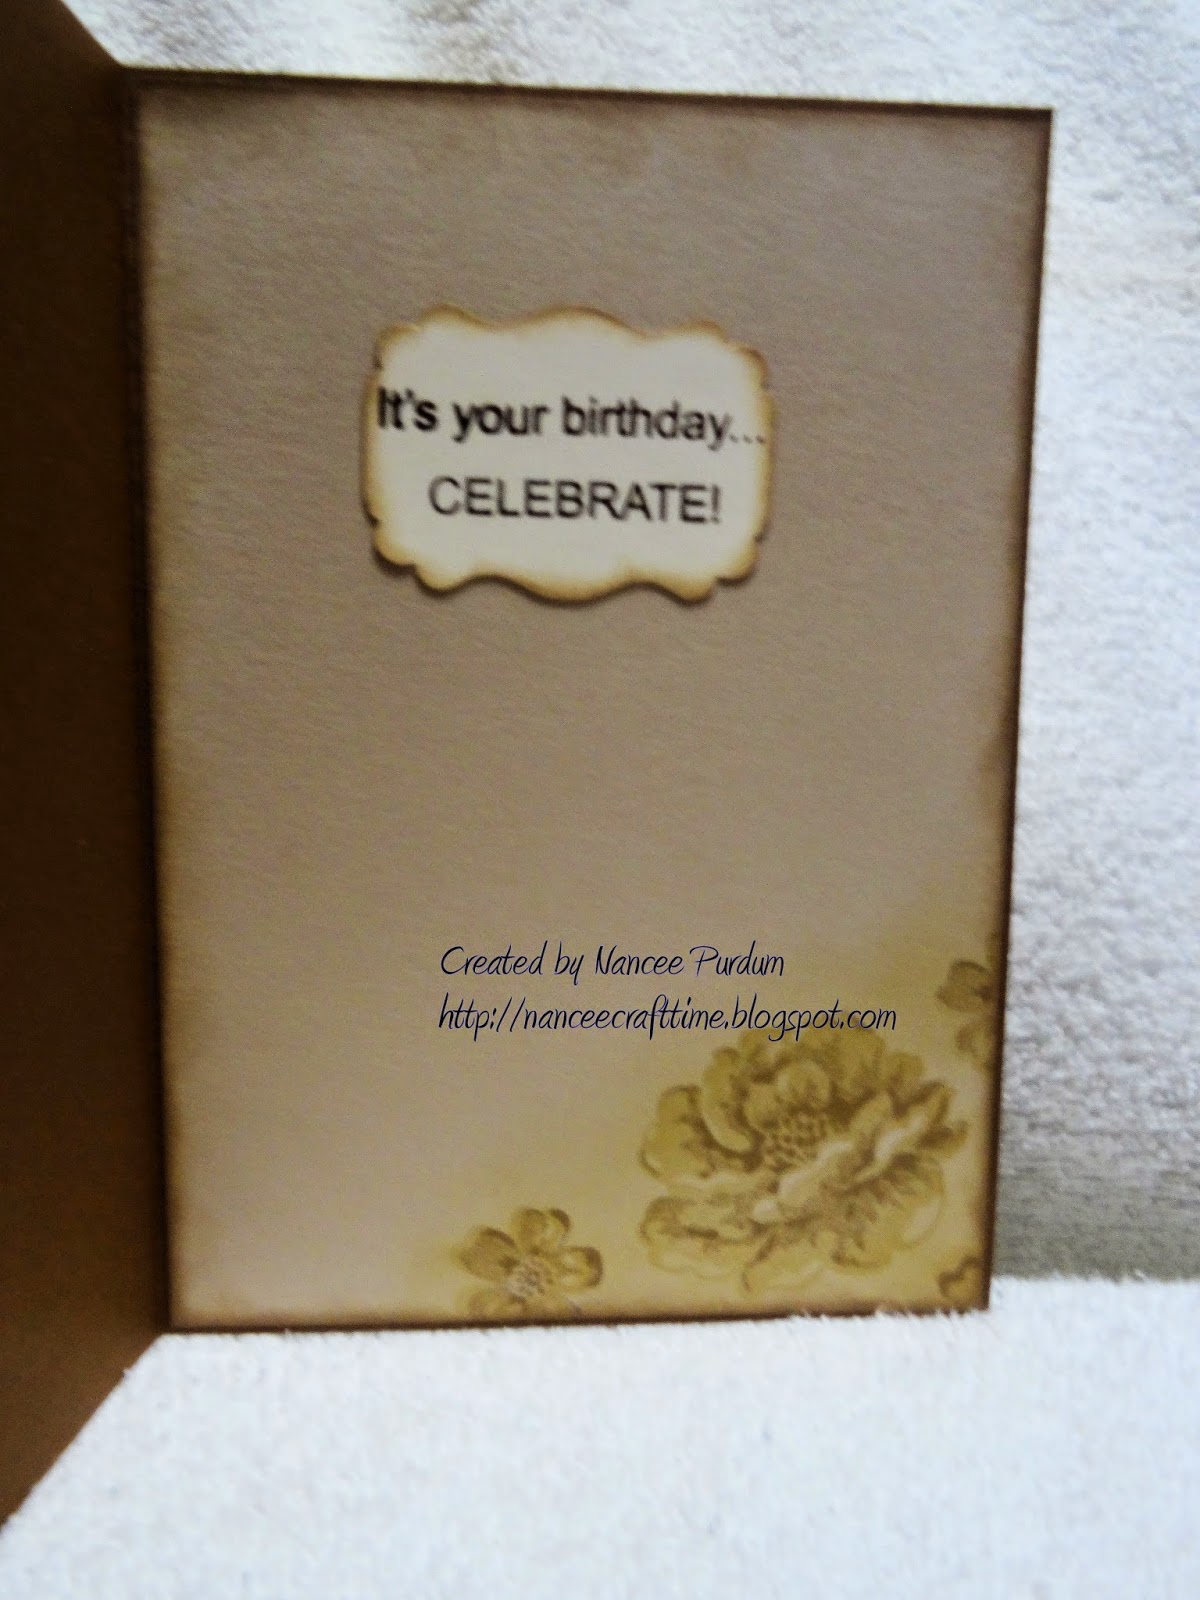 It's your birthday...
CELEBRATE!
Created by Nancee Purdum
http://nanceecrafttime.blogspot.com